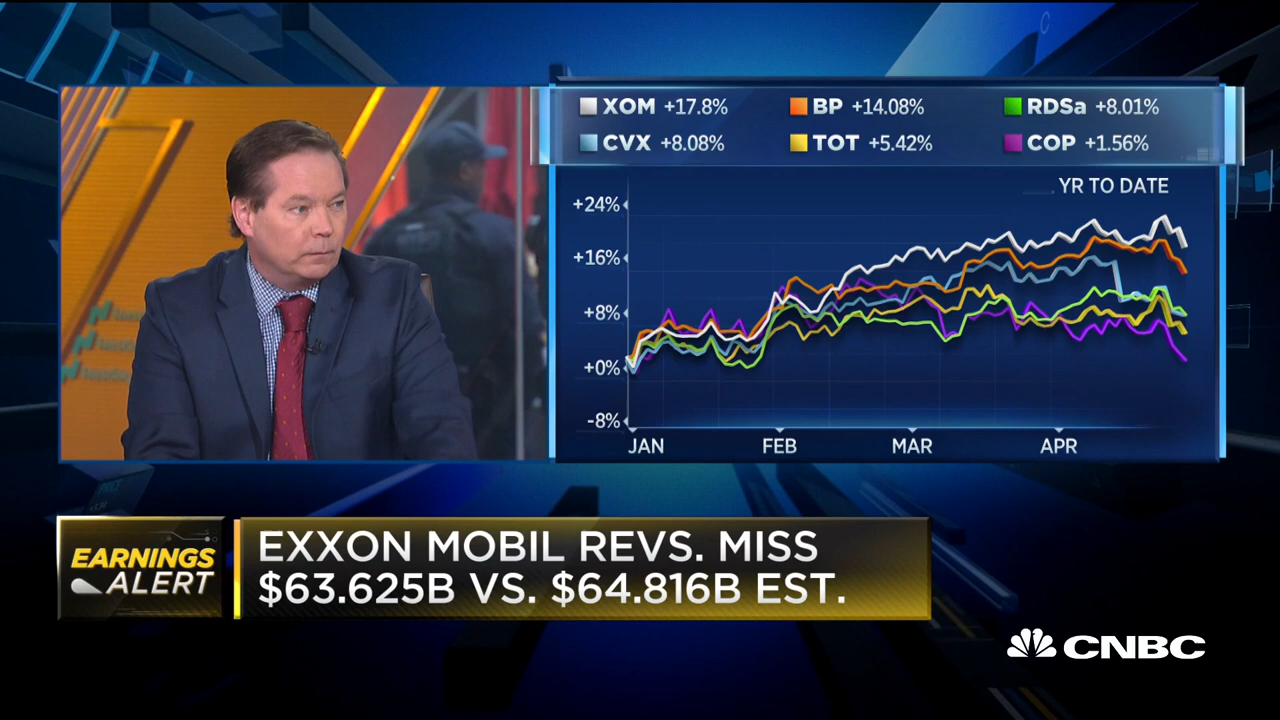 XOM +17.8%
BP +14.08%
RDSa +8.01%
CVX +8.08%
TOT +5.42%
COP +1.56%
YR TO DATE
+24%
+16%
+8%
+0%
-8%
JAN FEB MAR APR
EARNINGS
ALERT
EXXON MOBIL REVS. MISS
$63.625B VS. $64.816B EST.
CNBC